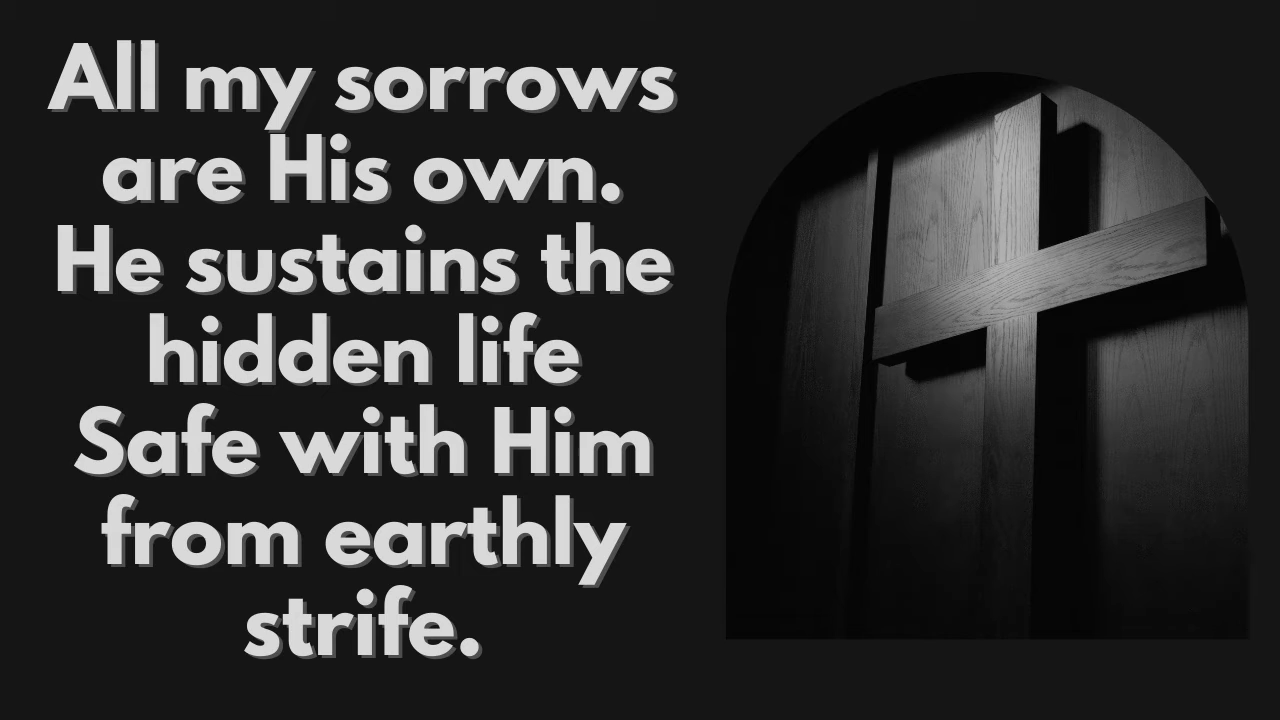 All my sorrows
are His own.
He sustains the
hidden life
Safe with Him
from earthly
strife.